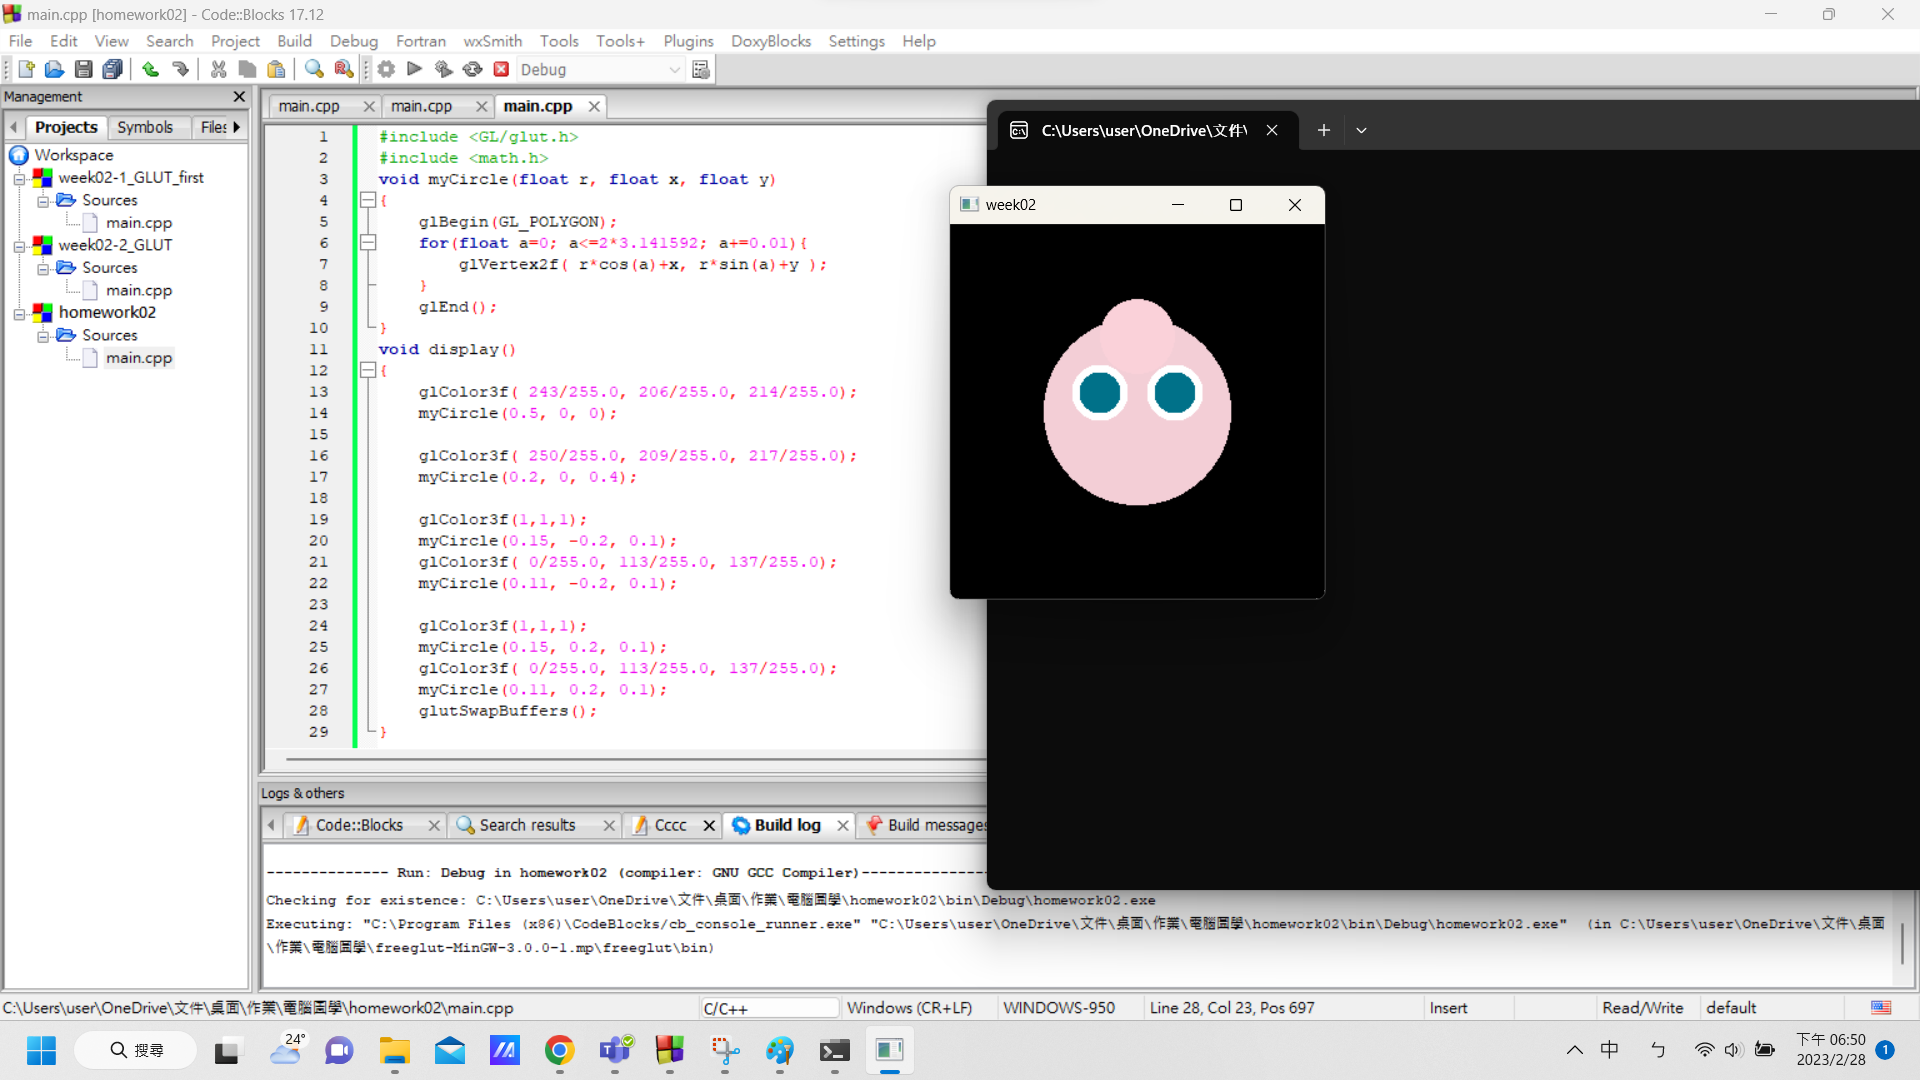 main.cpp [homework02] - Code::Blocks 17.12
File Edit View Search Project Build Debug Fortran wxSmith Tools Tools+ Plugins DoxyBlocks Settings Help
Debug
Management
Projects Symbols Files
Workspace
week02-1_GLUT_first
Sources
main.cpp
week02-2_GLUT
Sources
main.cpp
homework02
Sources
main.cpp
main.cpp main.cpp main.cpp
1 #include <GL/glut.h>
2 #include <math.h>
3 void myCircle(float r, float x, float y)
4 {
5 glBegin(GL_POLYGON);
6 for(float a=0; a<=2*3.141592; a+=0.01){
7 glVertex2f( r*cos(a)+x, r*sin(a)+y );
8 }
9 glEnd();
10 }
11 void display()
12 {
13 glColor3f( 243/255.0, 206/255.0, 214/255.0);
14 myCircle(0.5, 0, 0);
15
16 glColor3f( 250/255.0, 209/255.0, 217/255.0);
17 myCircle(0.2, 0, 0.4);
18
19 glColor3f(1,1,1);
20 myCircle(0.15, -0.2, 0.1);
21 glColor3f( 0/255.0, 113/255.0, 137/255.0);
22 myCircle(0.11, -0.2, 0.1);
23
24 glColor3f(1,1,1);
25 myCircle(0.15, 0.2, 0.1);
26 glColor3f( 0/255.0, 113/255.0, 137/255.0);
27 myCircle(0.11, 0.2, 0.1);
28 glutSwapBuffers();
29 }
C:\Users\user\OneDrive\文件\
week02
Logs & others
Code::Blocks Search results Cccc Build log Build messages
-------------- Run: Debug in homework02 (compiler: GNU GCC Compiler)---------------
Checking for existence: C:\Users\user\OneDrive\文件\桌面\作業\電腦圖學\homework02\bin\Debug\homework02.exe
Executing: "C:\Program Files (x86)\CodeBlocks/cb_console_runner.exe" "C:\Users\user\OneDrive\文件\桌面\作業\電腦圖學\homework02\bin\Debug\homework02.exe" (in C:\Users\user\OneDrive\文件\桌面
\作業\電腦圖學\freeglut-MinGW-3.0.0-1.mp\freeglut\bin)
C:\Users\user\OneDrive\文件\桌面\作業\電腦圖學\homework02\main.cpp C/C++ Windows (CR+LF) WINDOWS-950 Line 28, Col 23, Pos 697 Insert Read/Write default
搜尋
24°
中
ㄅ
下午 06:50
2023/2/28
1